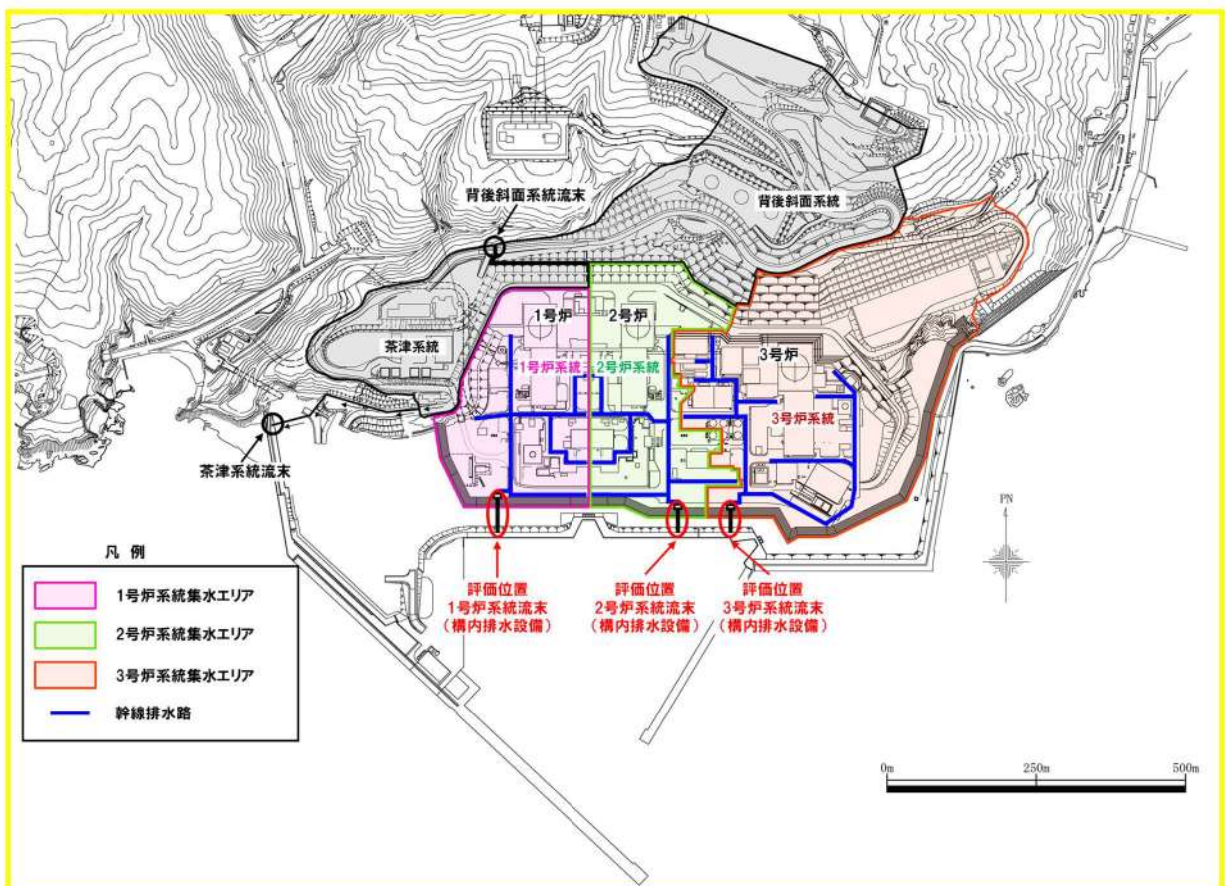 背後斜面系統流末
背後斜面系統
1号炉
2号炉
茶津系統
1号炉系統
2号炉系統
3号炉
3号炉系統
茶津系統流末
PN
凡 例
1号炉系統集水エリア
2号炉系統集水エリア
3号炉系統集水エリア
幹線排水路
評価位置
1号炉系統流末
(構内排水設備)
評価位置
2号炉系統流末
(構内排水設備)
評価位置
3号炉系統流末
(構内排水設備)
0m
250m
500m